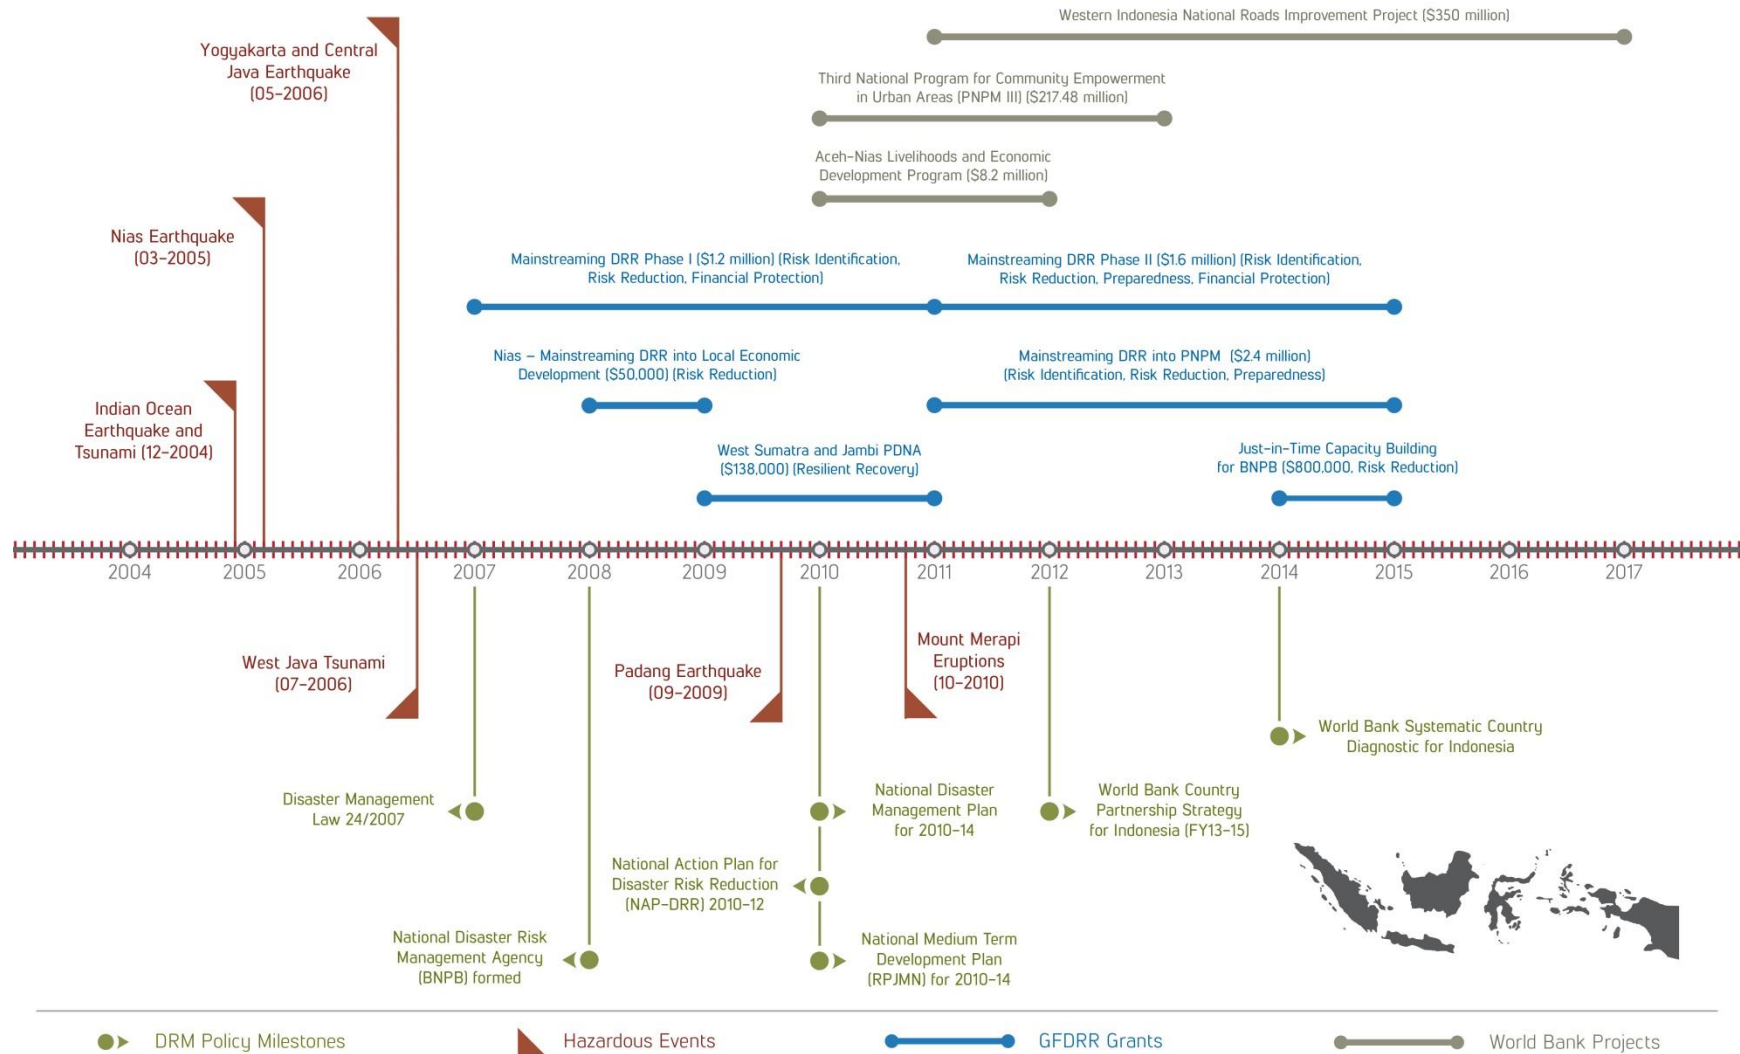 Western Indonesia National Roads Improvement Project ($350 million)
Yogyakarta and Central
Java Earthquake
(05-2006)
Third National Program for Community Empowerment
in Urban Areas (PNPM III) ($217.48 million)
Aceh-Nias Livelihoods and Economic
Development Program ($8.2 million)
Nias Earthquake
(03-2005)
Mainstreaming DRR Phase I ($1.2 million) (Risk Identification,
Risk Reduction, Financial Protection)
Mainstreaming DRR Phase II ($1.6 million) (Risk Identification,
Risk Reduction, Preparedness, Financial Protection)
Nias – Mainstreaming DRR into Local Economic
Development ($50,000) (Risk Reduction)
Mainstreaming DRR into PNPM ($2.4 million)
(Risk Identification, Risk Reduction, Preparedness)
Indian Ocean
Earthquake and
Tsunami (12-2004)
West Sumatra and Jambi PDNA
($138,000) (Resilient Recovery)
Just-in-Time Capacity Building
for BNPB ($800,000, Risk Reduction)
2004 2005 2006 2007 2008 2009 2010 2011 2012 2013 2014 2015 2016 2017
West Java Tsunami
(07-2006)
Padang Earthquake
(09-2009)
Mount Merapi
Eruptions
(10-2010)
World Bank Systematic Country
Diagnostic for Indonesia
Disaster Management
Law 24/2007
National Disaster
Management Plan
for 2010-14
World Bank Country
Partnership Strategy
for Indonesia (FY13-15)
National Action Plan for
Disaster Risk Reduction
(NAP-DRR) 2010-12
National Disaster Risk
Management Agency
(BNPB) formed
National Medium Term
Development Plan
(RPJMN) for 2010-14
DRM Policy Milestones
Hazardous Events
GFDRR Grants
World Bank Projects